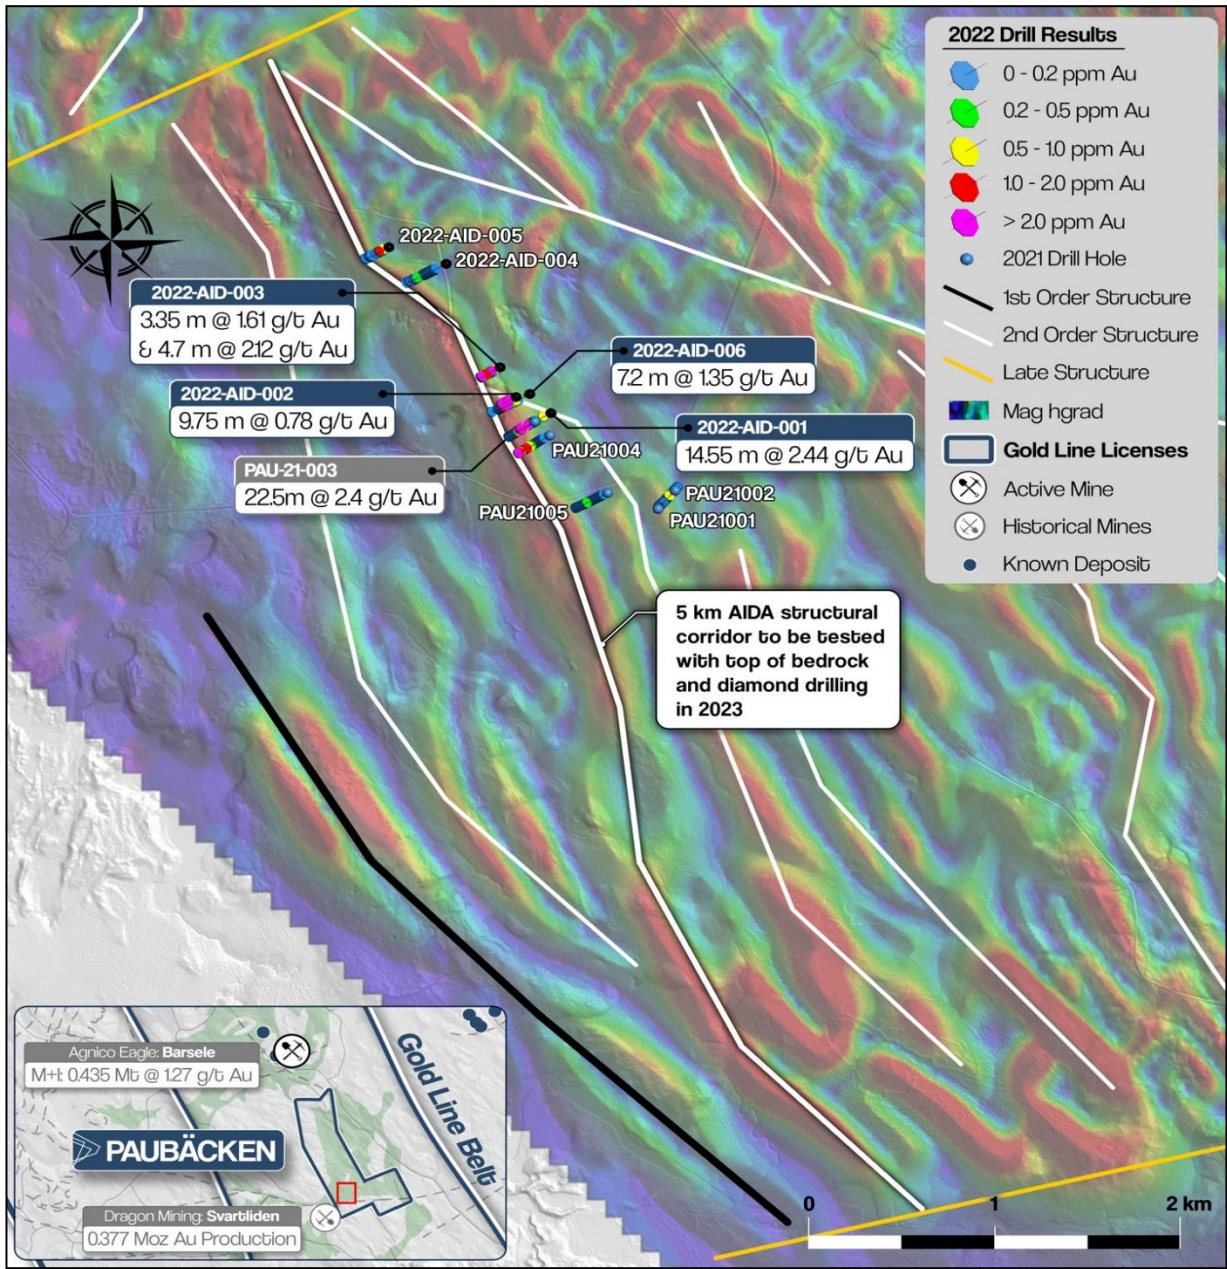 2022 Drill Results
0 - 0.2 ppm Au
0.2 - 0.5 ppm Au
0.5 - 1.0 ppm Au
1.0 - 2.0 ppm Au
> 2.0 ppm Au
2021 Drill Hole
1st Order Structure
2nd Order Structure
Late Structure
Mag hgrad
Gold Line Licenses
Active Mine
Historical Mines
Known Deposit
2022-AID-005
2022-AID-004
2022-AID-003
3.35 m @ 1.61 g/t Au
& 4.7 m @ 2.12 g/t Au
2022-AID-006
7.2 m @ 1.35 g/t Au
2022-AID-002
9.75 m @ 0.78 g/t Au
2022-AID-001
14.55 m @ 2.44 g/t Au
PAU21004
PAU-21-003
22.5m @ 2.4 g/t Au
PAU21002
PAU21005
PAU21001
5 km AIDA structural
corridor to be tested
with top of bedrock
and diamond drilling
in 2023
Agnico Eagle: Barsele
M+I: 0.435 Mt @ 1.27 g/t Au
Gold Line Belt
PAUBÄCKEN
Dragon Mining: Svartliden
0.377 Moz Au Production
0 1 2 km